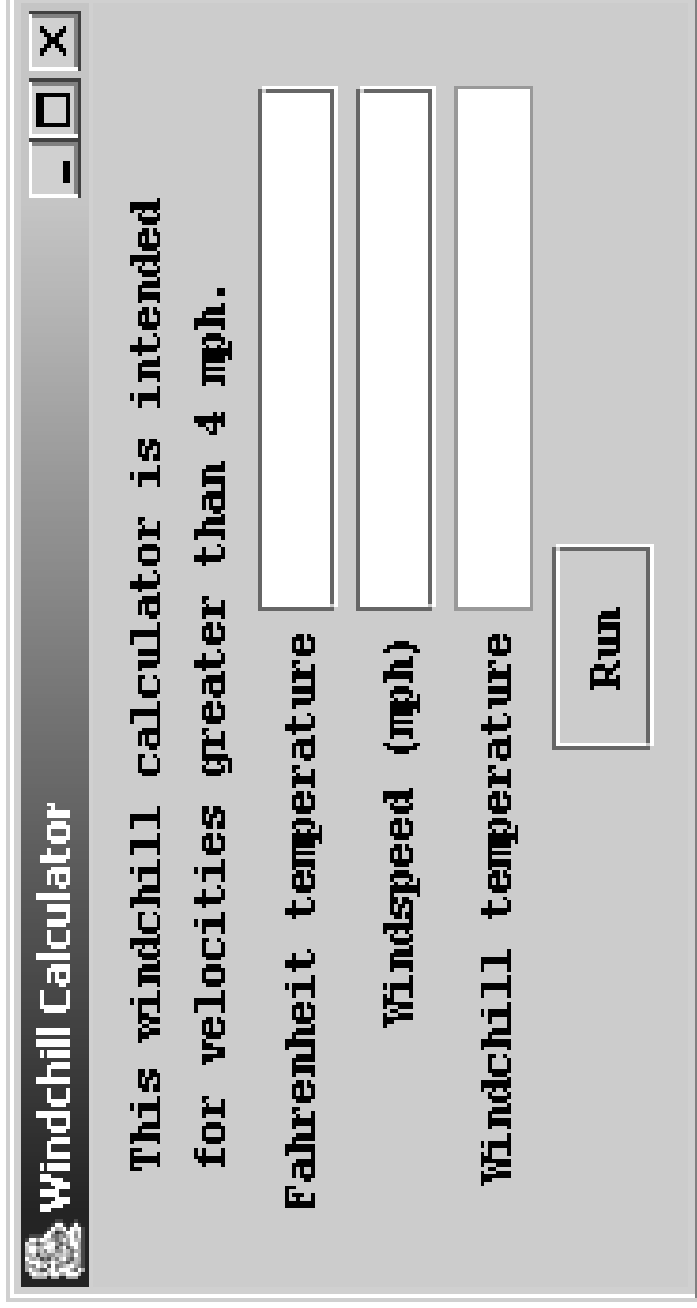 Windchill Calculator
This windchill calculator is intended
for velocities greater than 4 mph.
Fahrenheit temperature
Windspeed (mph)
Windchill temperature
Run